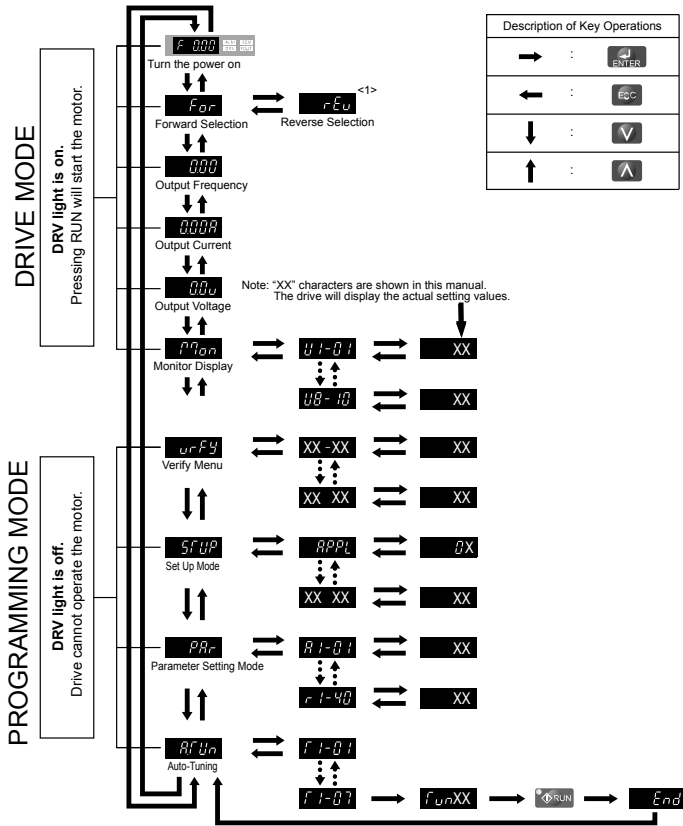 DRIVE MODE
DRV light is on.
Pressing RUN will start the motor.
F 0.00
Turn the power on
For
Forward Selection
rEv
<1>
Reverse Selection
0.00
Output Frequency
0.00A
Output Current
0.0v
Output Voltage
Note: “XX” characters are shown in this manual.
The drive will display the actual setting values.
Mon
Monitor Display
U1-01
XX
U8-10
XX
Description of Key Operations
:
ENTER
:
ESC
:
V
:
Λ
PROGRAMMING MODE
DRV light is off.
Drive cannot operate the motor.
vrFY
Verify Menu
XX -XX
XX
XX XX
XX
STUP
Set Up Mode
APPL
0X
XX XX
XX
PAr
Parameter Setting Mode
A1-01
XX
r1-40
XX
A.TUn
Auto-Tuning
T1-01
T1-07
TunXX
RUN
End